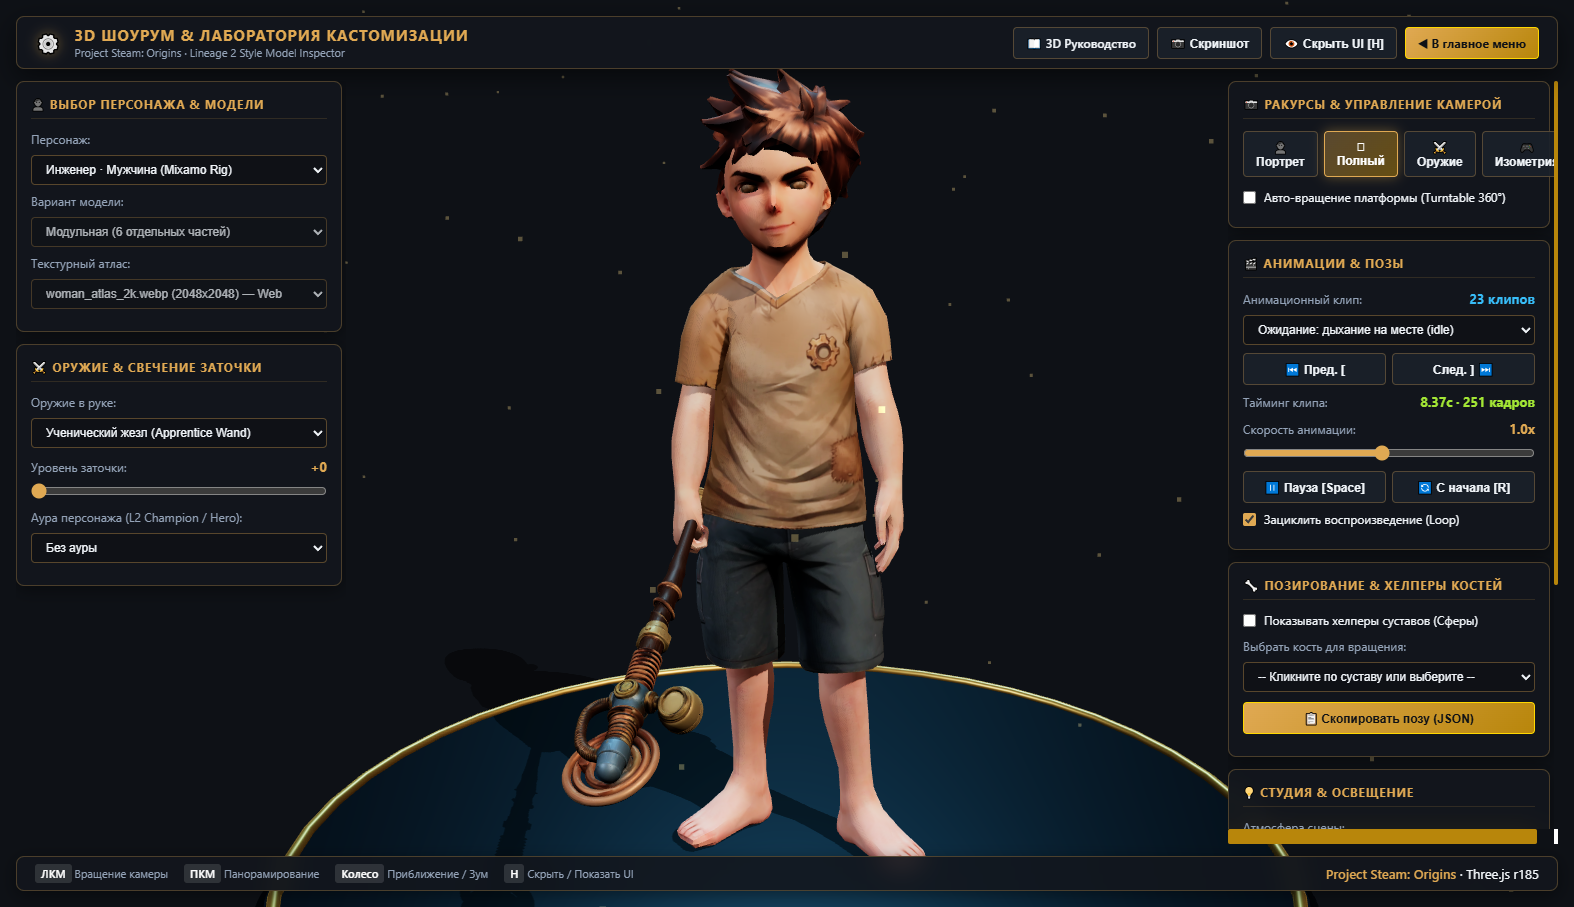 3D ШОУРУМ & ЛАБОРАТОРИЯ КАСТОМИЗАЦИИ
Project Steam: Origins · Lineage 2 Style Model Inspector
3D Руководство
Скриншот
Скрыть UI [H]
◀ В главное меню
ВЫБОР ПЕРСОНАЖА & МОДЕЛИ
Персонаж:
Инженер - Мужчина (Mixamo Rig)
Вариант модели:
Модульная (6 отдельных частей)
Текстурный атлас:
woman_atlas_2k.webp (2048x2048) — Web
ОРУЖИЕ & СВЕЧЕНИЕ ЗАТОЧКИ
Оружие в руке:
Ученический жезл (Apprentice Wand)
Уровень заточки:
+0
Аура персонажа (L2 Champion / Hero):
Без ауры
РАКУРСЫ & УПРАВЛЕНИЕ КАМЕРОЙ
Портрет
Полный
Оружие
Изометрия
Авто-вращение платформы (Turntable 360°)
АНИМАЦИИ & ПОЗЫ
Анимационный клип:
23 клипов
Ожидание: дыхание на месте (idle)
Пред. [
След. ]
Тайминг клипа:
8.37с · 251 кадров
Скорость анимации:
1.0x
Пауза [Space]
С начала [R]
Зациклить воспроизведение (Loop)
ПОЗИРОВАНИЕ & ХЕЛПЕРЫ КОСТЕЙ
Показывать хелперы суставов (Сферы)
Выбрать кость для вращения:
-- Кликните по суставу или выберите --
Скопировать позу (JSON)
СТУДИЯ & ОСВЕЩЕНИЕ
Атмосфера сцены:
ЛКМ Вращение камеры
ПКМ Панорамирование
Колесо Приближение / Зум
H Скрыть / Показать UI
Project Steam: Origins · Three.js r185